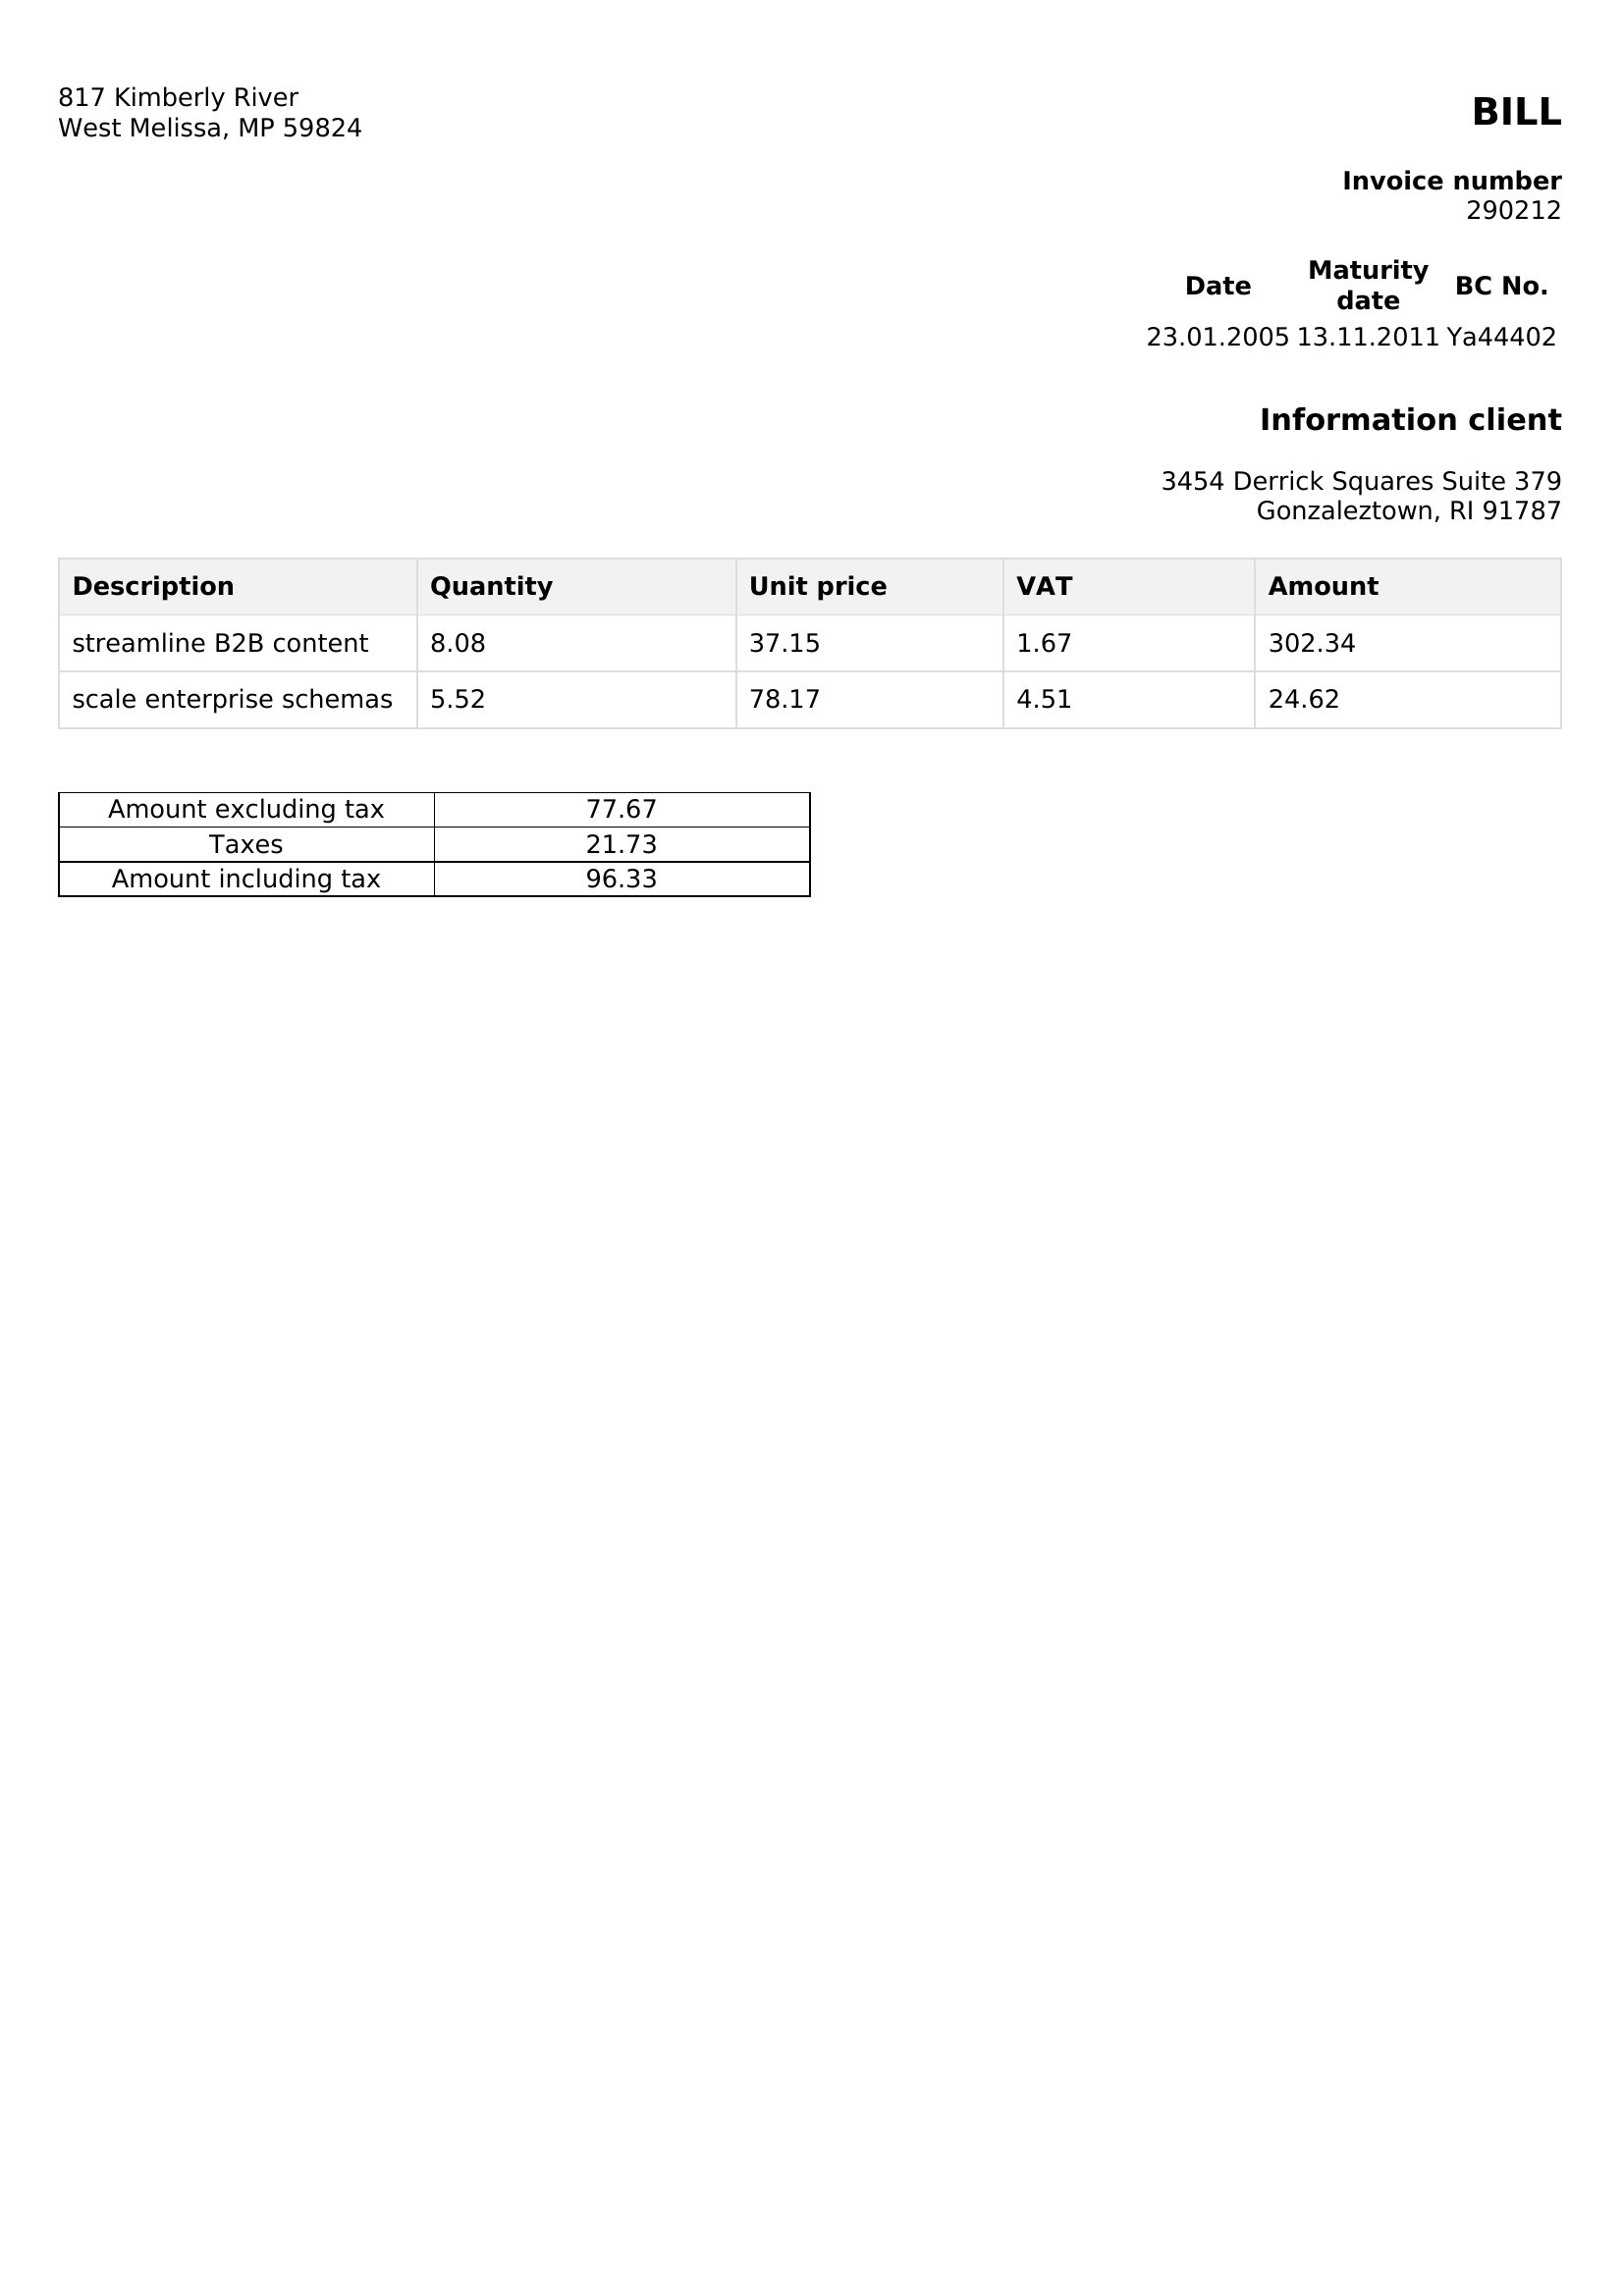 817 Kimberly River
West Melissa, MP 59824
BILL
Invoice number
290212
Date Maturity date BC No.
23.01.2005 13.11.2011 Ya44402
Information client
3454 Derrick Squares Suite 379
Gonzaleztown, RI 91787
Description Quantity Unit price VAT Amount
streamline B2B content 8.08 37.15 1.67 302.34
scale enterprise schemas 5.52 78.17 4.51 24.62
Amount excluding tax 77.67
Taxes 21.73
Amount including tax 96.33